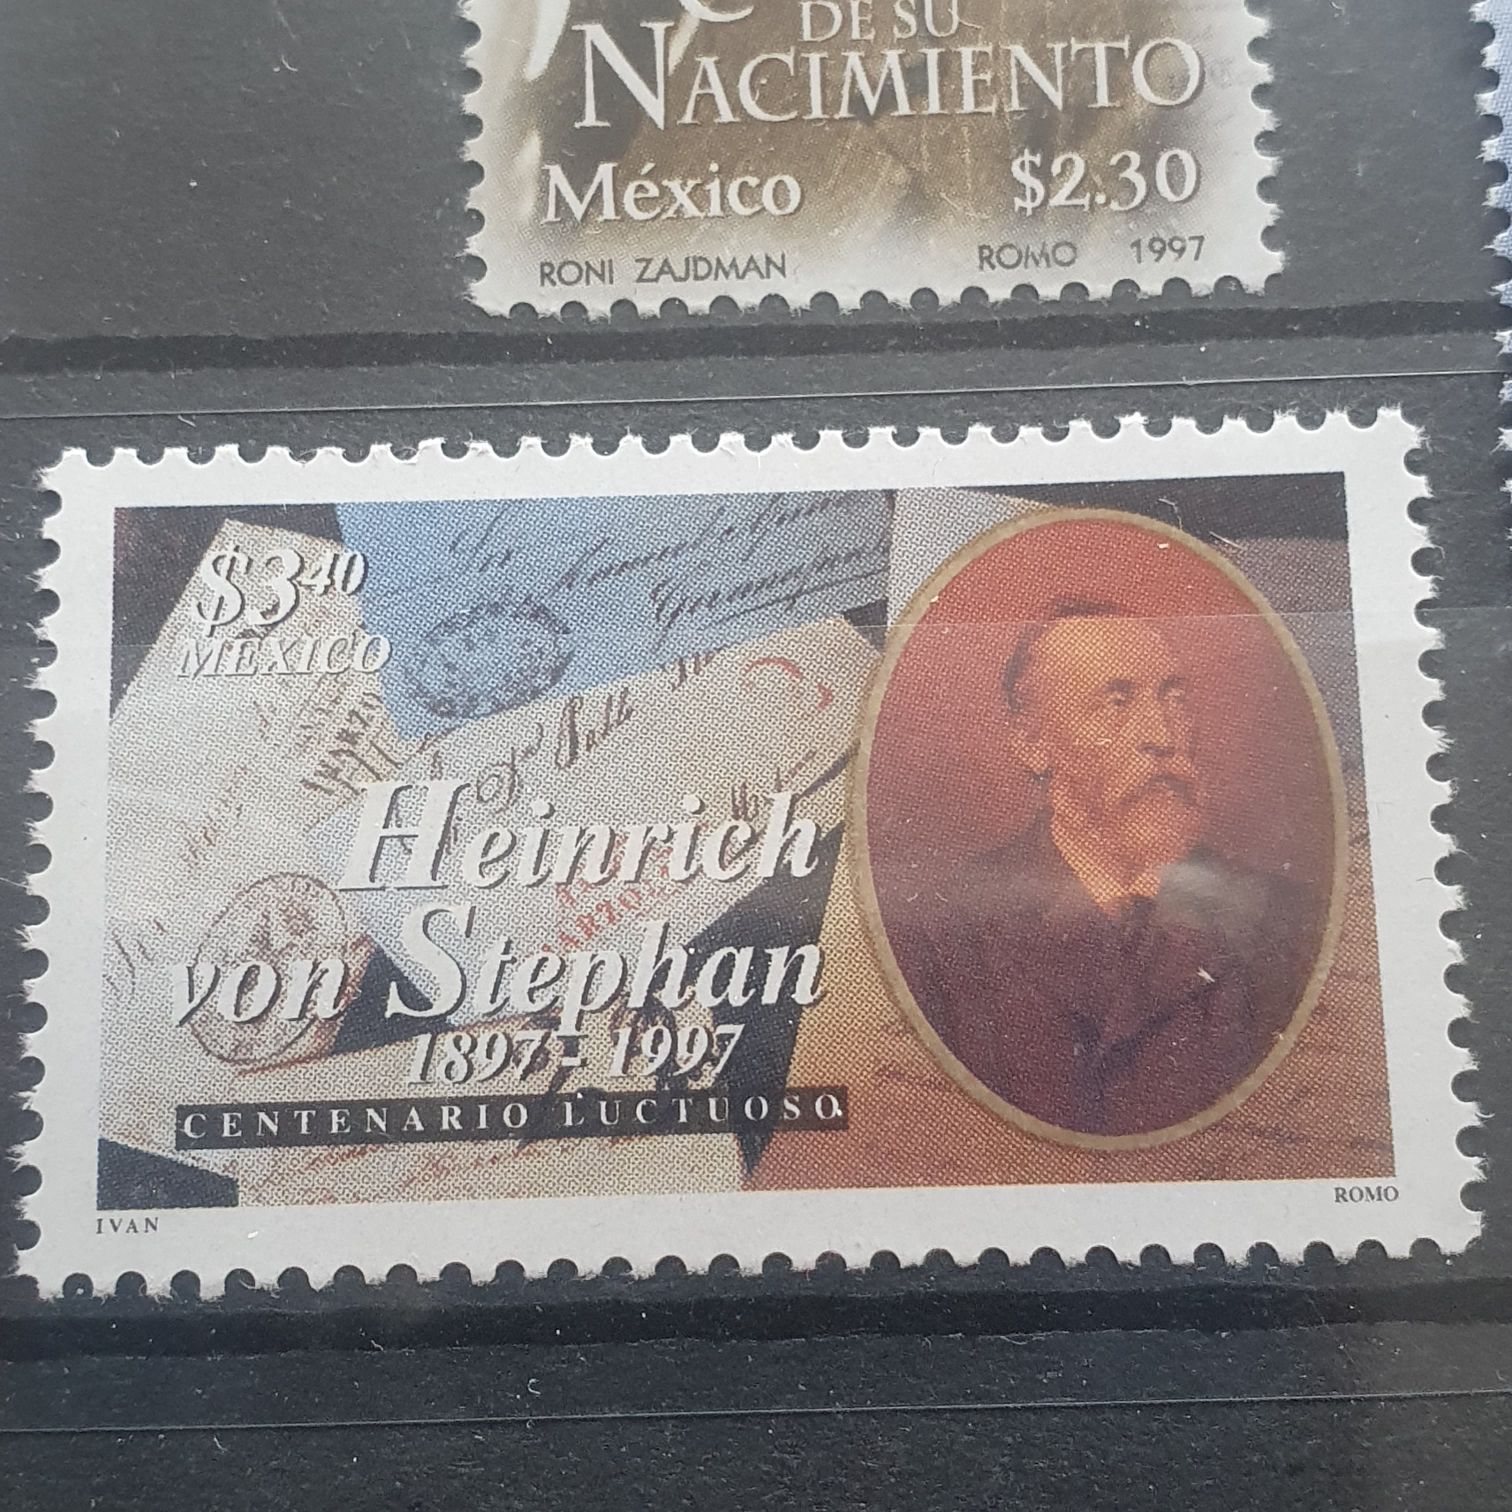 DE SU
NACIMIENTO
México $2.30
RONI ZAJDMAN ROMO 1997
$3.40
MÉXICO
Heinrich
von Stephan
1897 - 1997
CENTENARIO LUCTUOSO
IVAN
ROMO